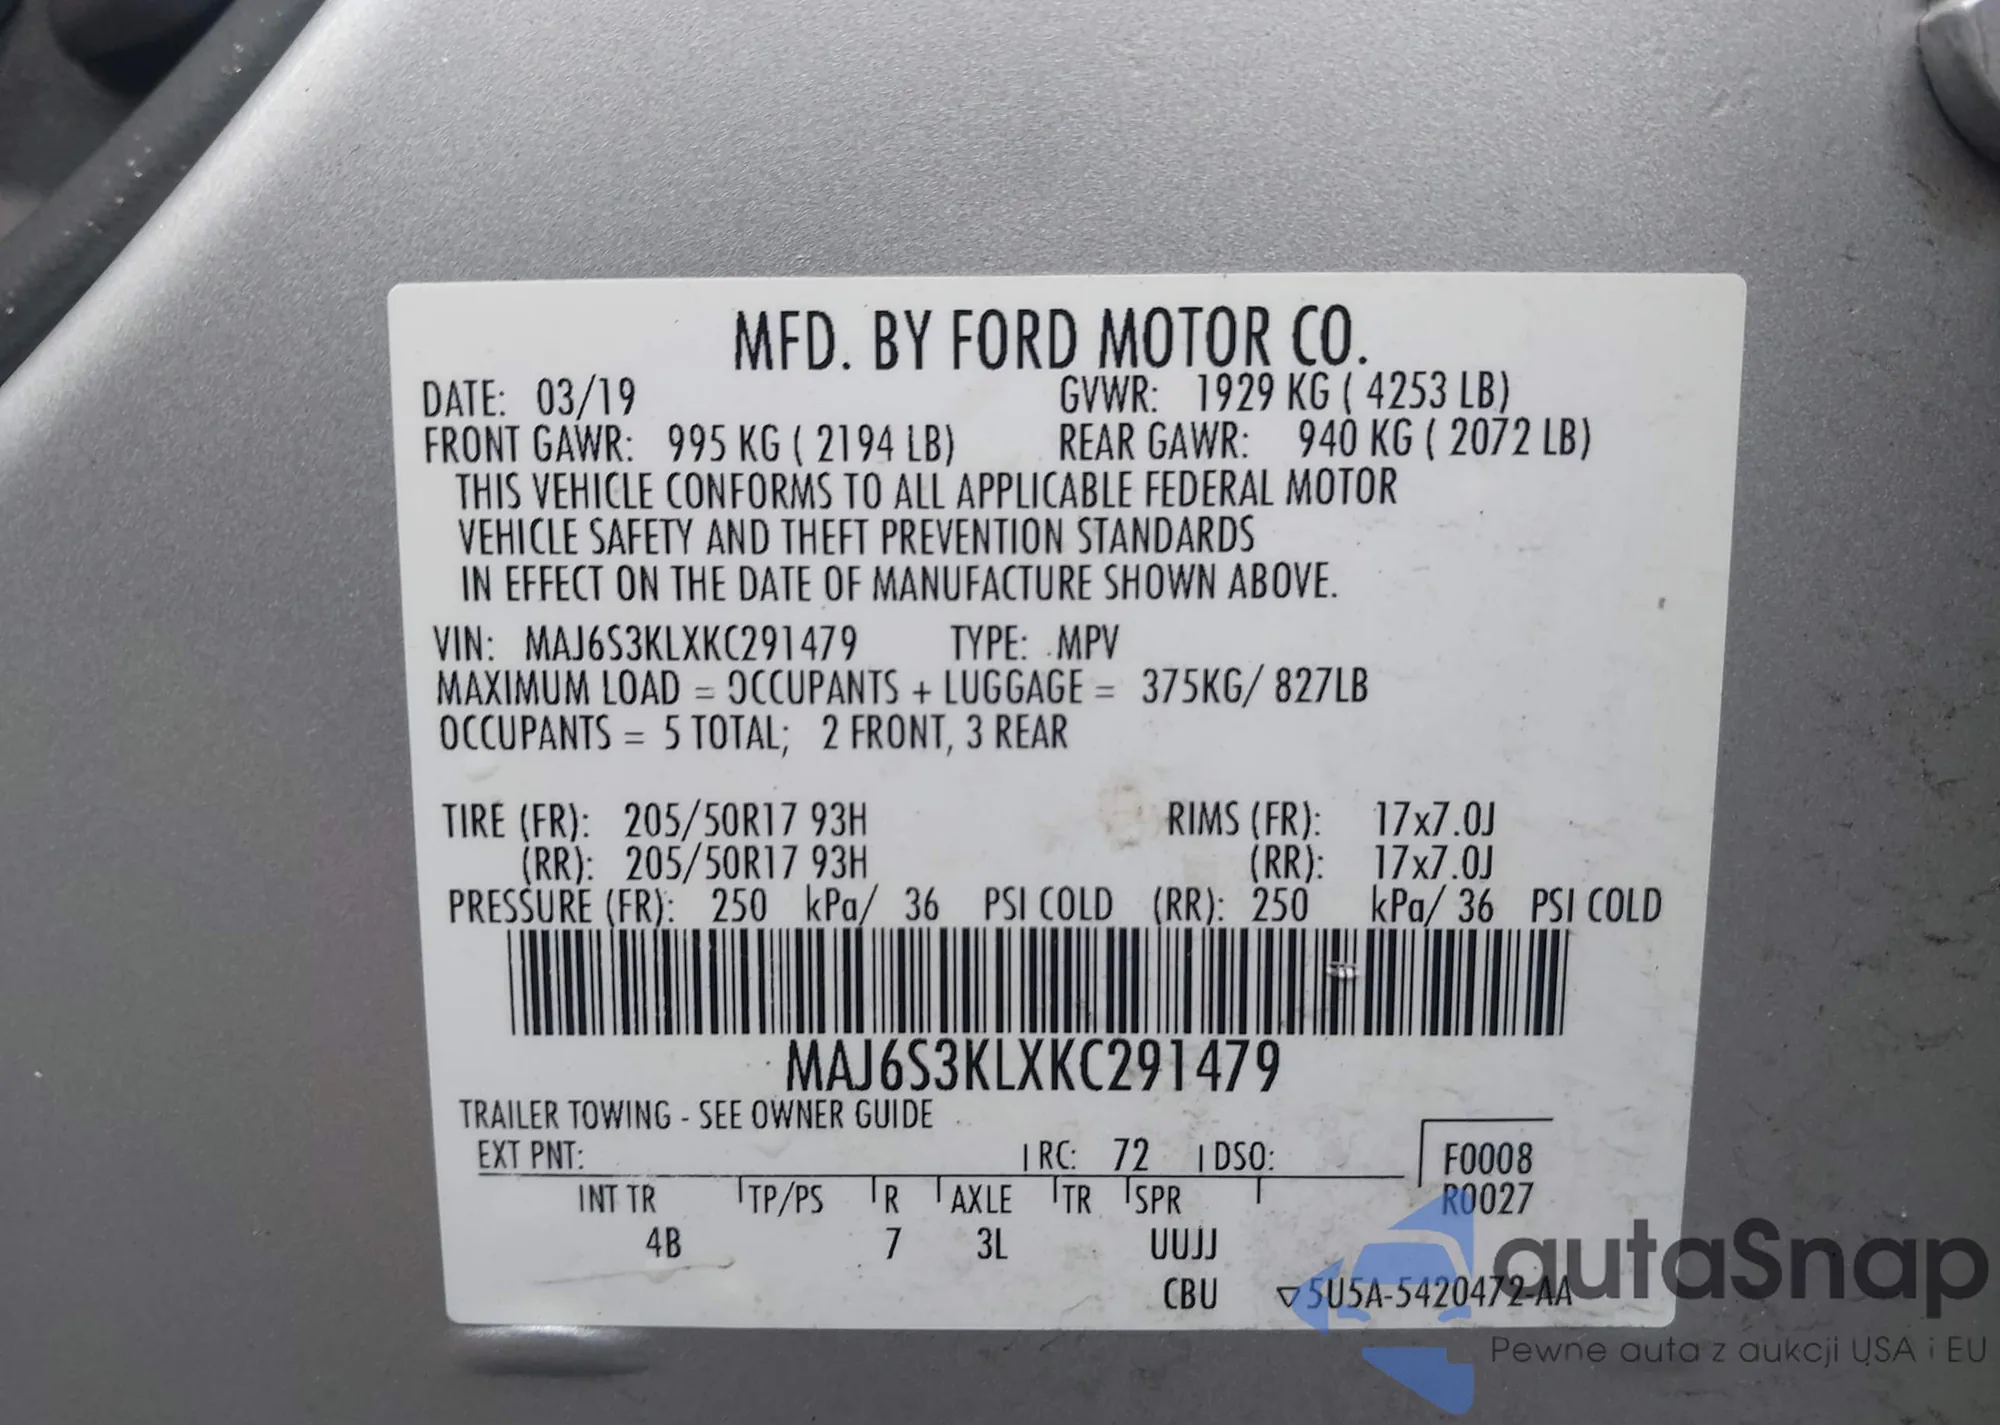 MFD. BY FORD MOTOR CO.
DATE: 03/19 GVWR: 1929 KG ( 4253 LB)
FRONT GAWR: 995 KG ( 2194 LB) REAR GAWR: 940 KG ( 2072 LB)
THIS VEHICLE CONFORMS TO ALL APPLICABLE FEDERAL MOTOR
VEHICLE SAFETY AND THEFT PREVENTION STANDARDS
IN EFFECT ON THE DATE OF MANUFACTURE SHOWN ABOVE.
VIN: MAJ6S3KLXKC291479 TYPE: MPV
MAXIMUM LOAD = OCCUPANTS + LUGGAGE = 375KG/ 827LB
OCCUPANTS = 5 TOTAL; 2 FRONT, 3 REAR
TIRE (FR): 205/50R17 93H RIMS (FR): 17x7.0J
(RR): 205/50R17 93H (RR): 17x7.0J
PRESSURE (FR): 250 kPa/ 36 PSI COLD (RR): 250 kPa/ 36 PSI COLD
MAJ6S3KLXKC291479
TRAILER TOWING - SEE OWNER GUIDE
EXT PNT: RC: 72 DSO: F0008
INT TR TP/PS R AXLE TR SPR R0027
4B 7 3L UUJJ
CBU ▽5U5A-5420472-AA
autaSnap
Pewne auta z aukcji USA i EU